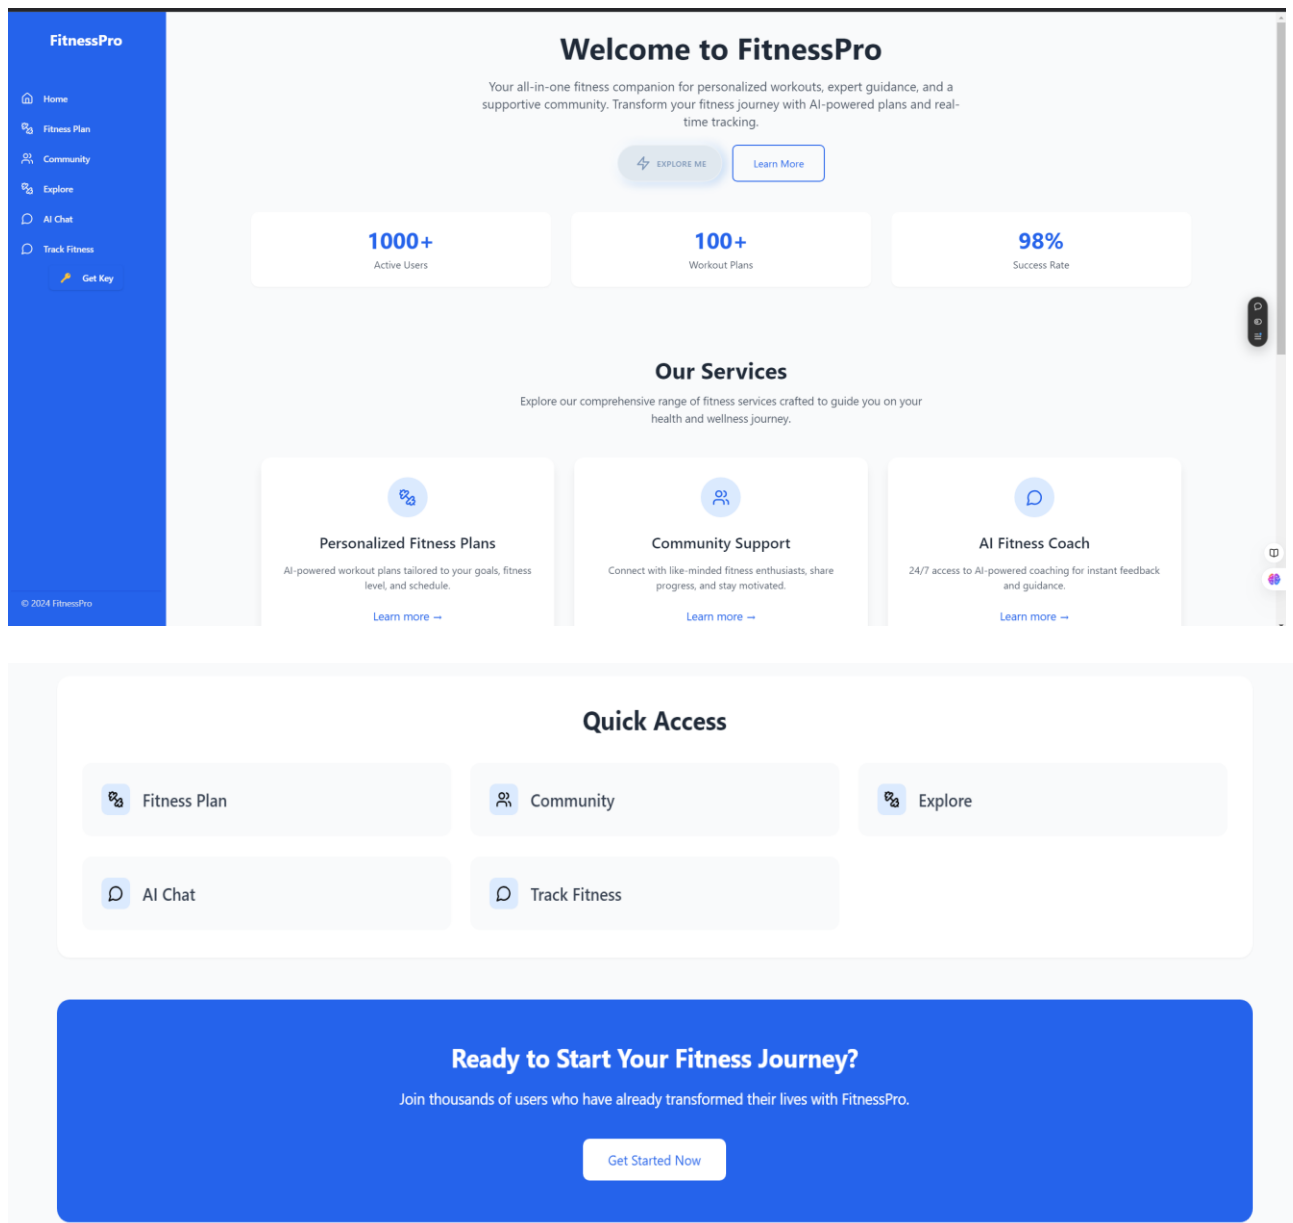 FitnessPro
Home
Fitness Plan
Community
Explore
AI Chat
Track Fitness
Get Key
© 2024 FitnessPro
Welcome to FitnessPro
Your all-in-one fitness companion for personalized workouts, expert guidance, and a
supportive community. Transform your fitness journey with AI-powered plans and real-
time tracking.
EXPLORE ME
Learn More
1000+
Active Users
100+
Workout Plans
98%
Success Rate
Our Services
Explore our comprehensive range of fitness services crafted to guide you on your
health and wellness journey.
Personalized Fitness Plans
AI-powered workout plans tailored to your goals, fitness
level, and schedule.
Learn more →
Community Support
Connect with like-minded fitness enthusiasts, share
progress, and stay motivated.
Learn more →
AI Fitness Coach
24/7 access to AI-powered coaching for instant feedback
and guidance.
Learn more →
Quick Access
Fitness Plan
Community
Explore
AI Chat
Track Fitness
Ready to Start Your Fitness Journey?
Join thousands of users who have already transformed their lives with FitnessPro.
Get Started Now